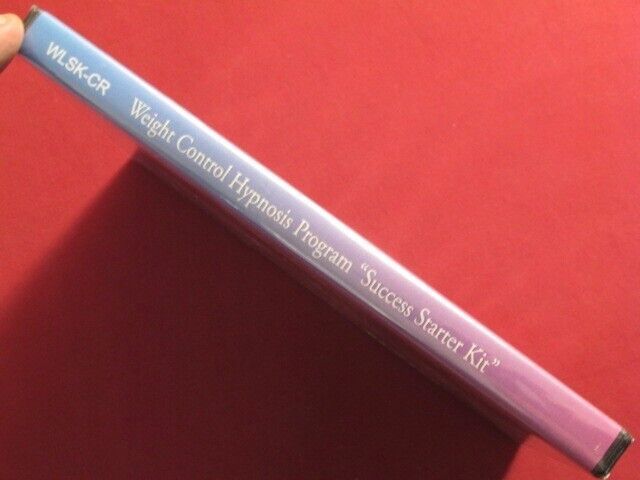 WLSK-CR Weight Control Hypnosis Program “Success Starter Kit”